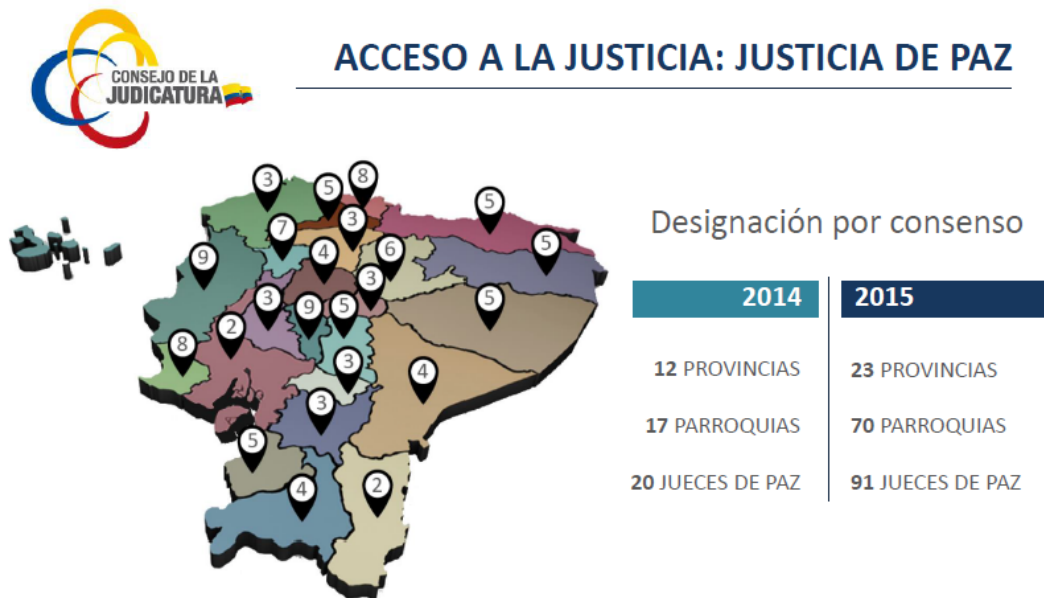 CONSEJO DE LA
JUDICATURA
ACCESO A LA JUSTICIA: JUSTICIA DE PAZ
3
5
8
5
7
3
9
4
6
5
3
3
9
5
5
2
8
3
4
3
5
4
2
Designación por consenso
2014
2015
12 PROVINCIAS
23 PROVINCIAS
17 PARROQUIAS
70 PARROQUIAS
20 JUECES DE PAZ
91 JUECES DE PAZ